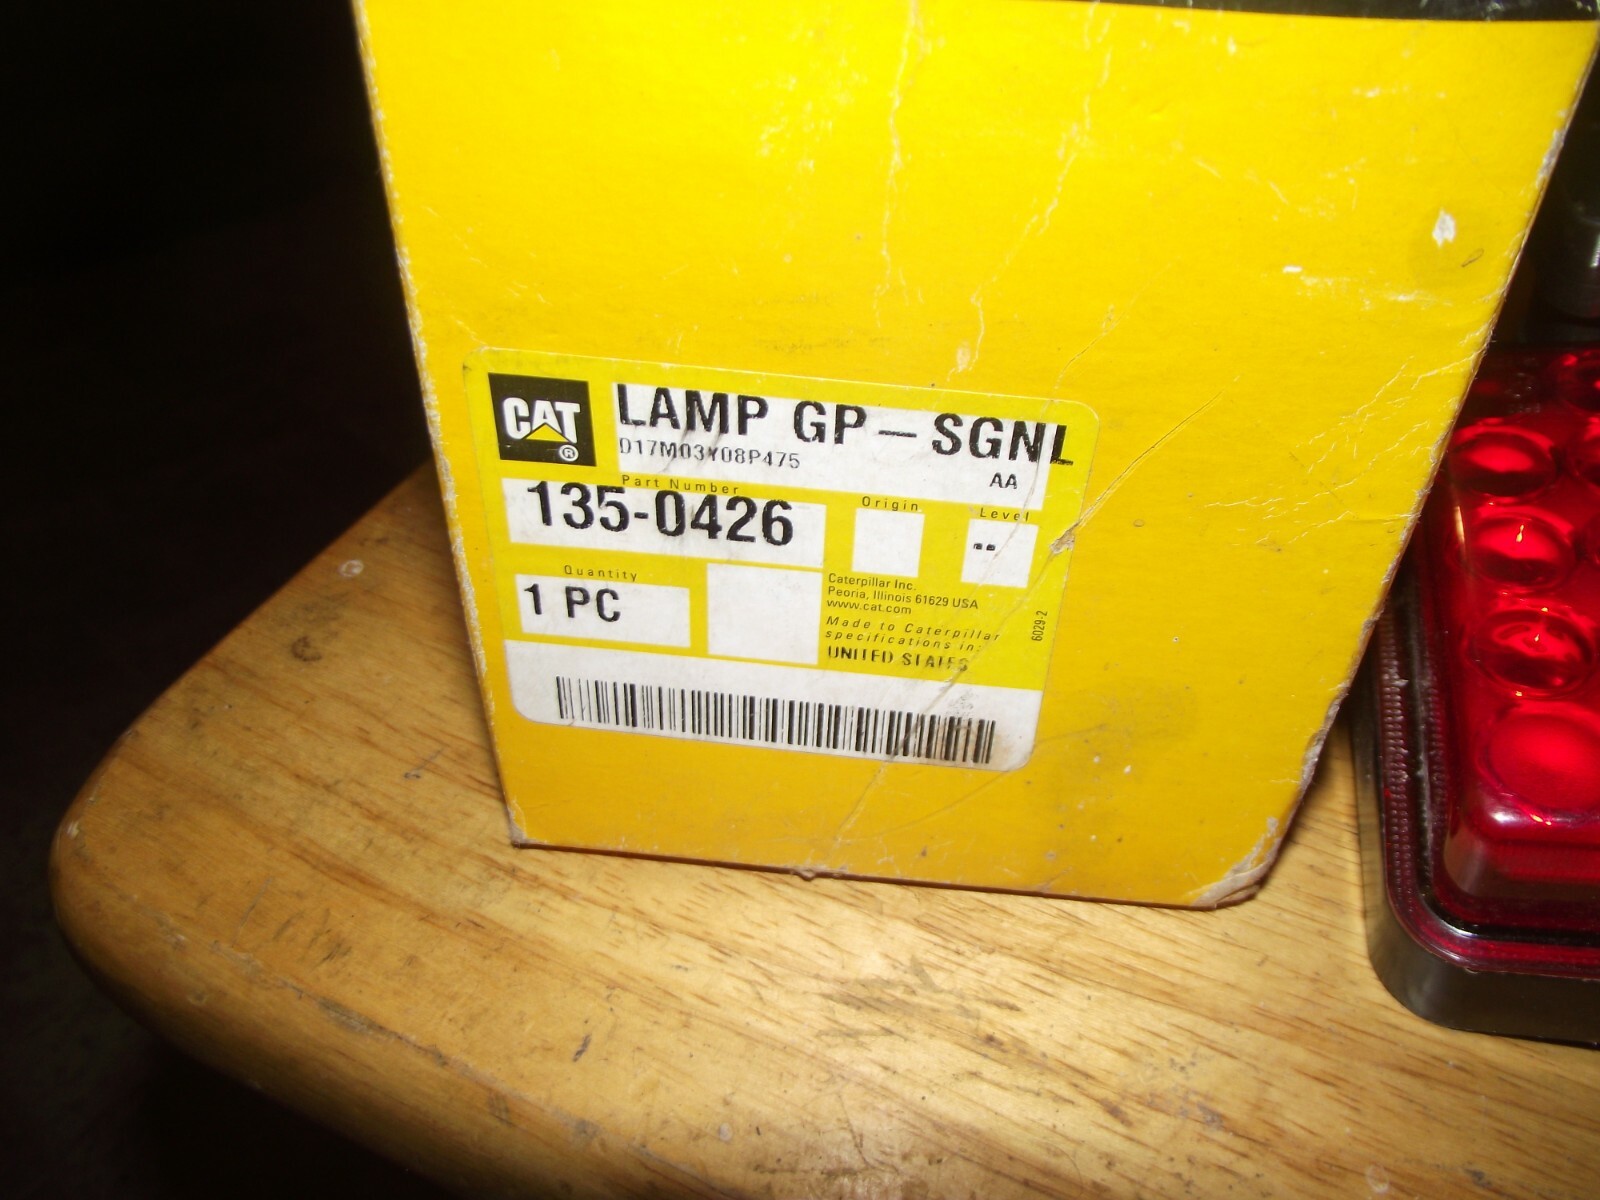 CAT
®
LAMP GP – SGNL
D17M03Y08P475
AA
Part Number
135-0426
Origin
Level
--
Quantity
1 PC
Caterpillar Inc.
Peoria, Illinois 61629 USA
www.cat.com
Made to Caterpillar
specifications in:
UNITED STATES
6029-2